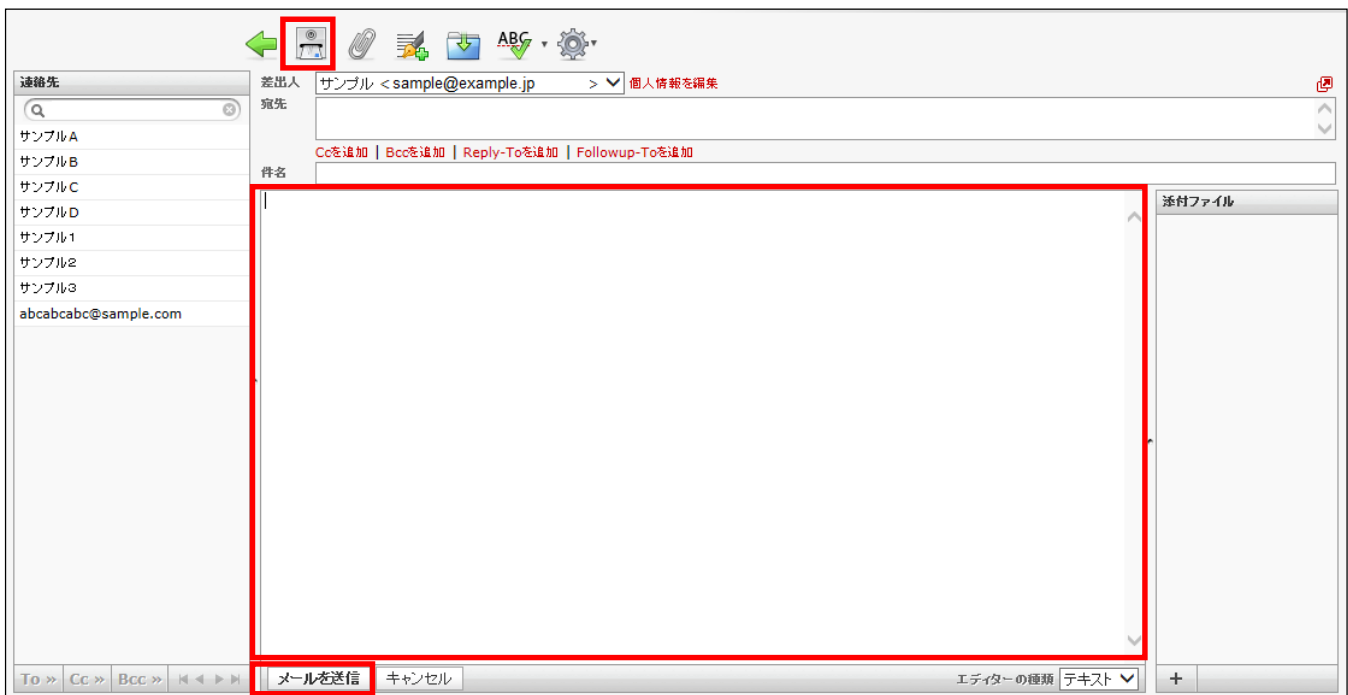 ABC
連絡先
サンプルA
サンプルB
サンプルC
サンプルD
サンプル1
サンプル2
サンプル3
abcabcabc@sample.com
To » Cc » Bcc »
差出人 サンプル <sample@example.jp > 個人情報を編集
宛先
Ccを追加 | Bccを追加 | Reply-Toを追加 | Followup-Toを追加
件名
添付ファイル
メールを送信 キャンセル エディターの種類 テキスト
+